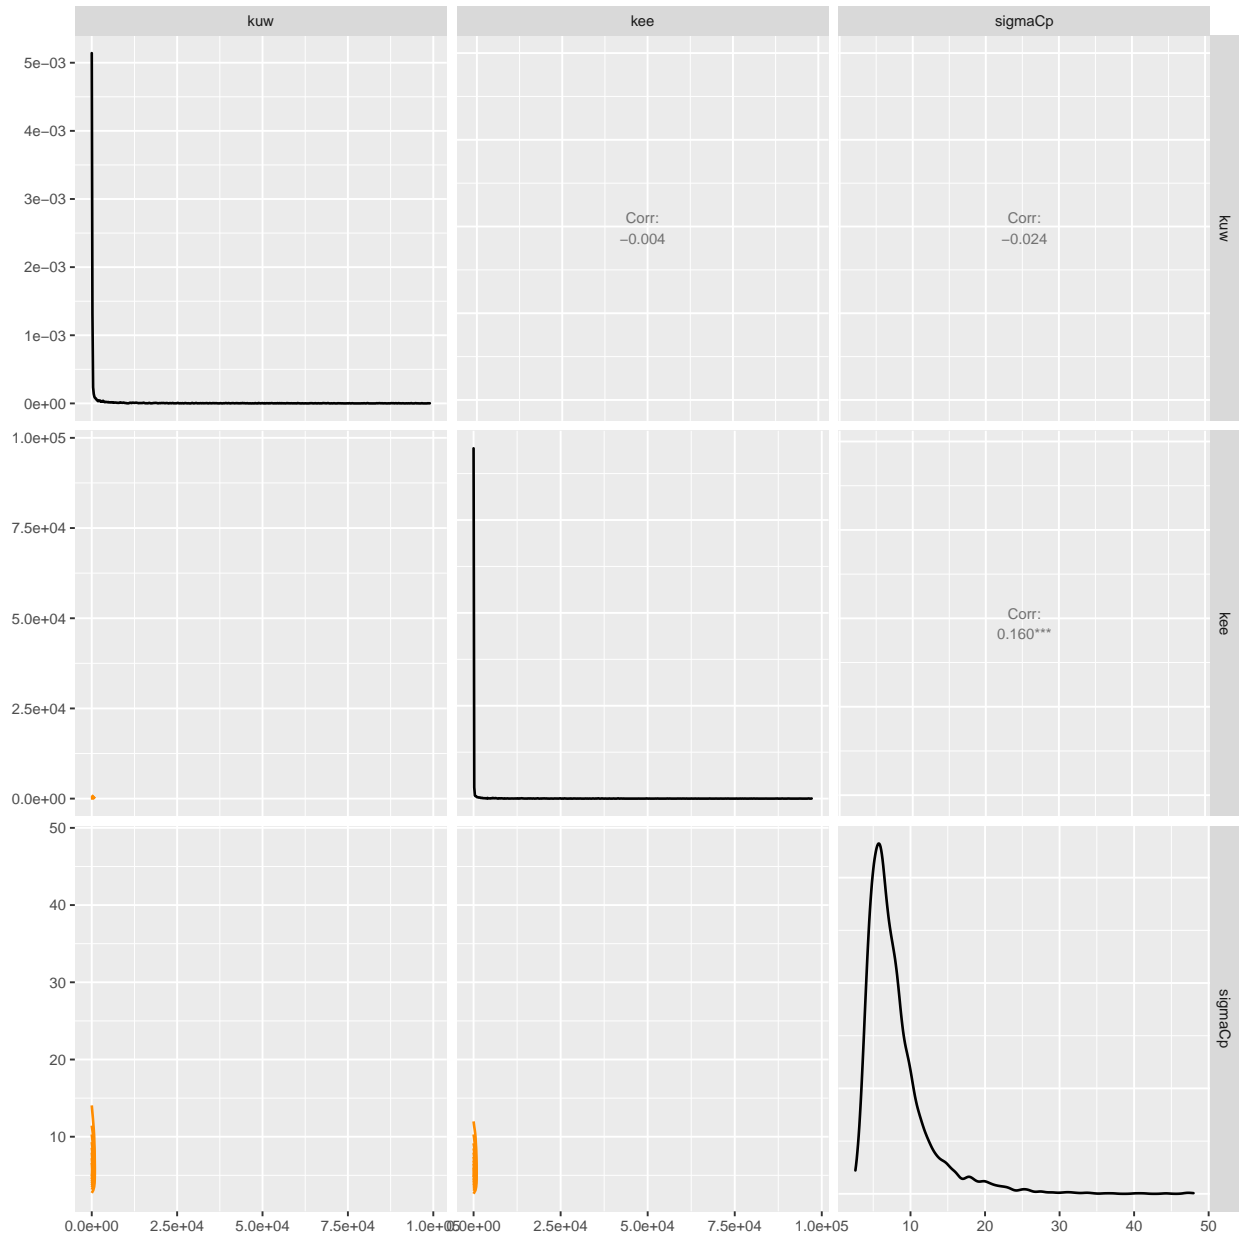 kuw kee sigmaCp
5e−03
4e−03
3e−03
2e−03
1e−03
0e+00
Corr:
−0.004
Corr:
−0.024
kuw
1.0e+05
7.5e+04
5.0e+04
2.5e+04
0.0e+00
Corr:
0.160***
kee
50
40
30
20
10
sigmaCp
0.0e+00 2.5e+04 5.0e+04 7.5e+04 1.0e+05 0.0e+00 2.5e+04 5.0e+04 7.5e+04 1.0e+05 10 20 30 40 50